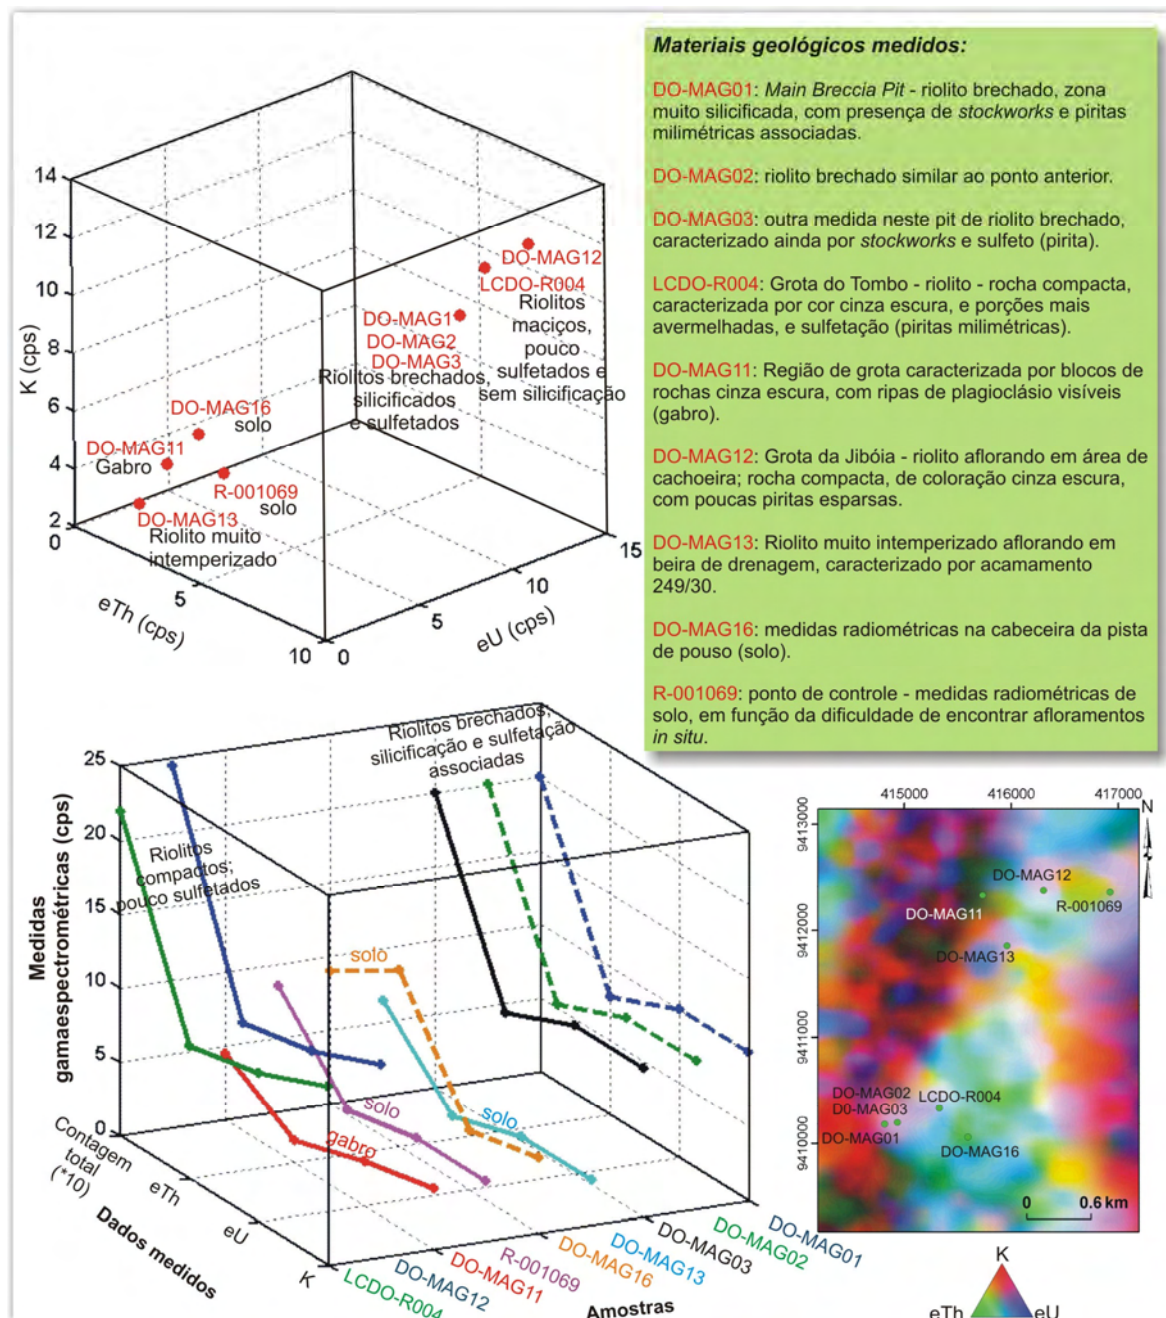 Materiais geológicos medidos:
DO-MAG01: Main Breccia Pit - riolito brechado, zona
muito silicificada, com presença de stockworks e piritas
milimétricas associadas.
DO-MAG02: riolito brechado similar ao ponto anterior.
DO-MAG03: outra medida neste pit de riolito brechado,
caracterizado ainda por stockworks e sulfeto (pirita).
LCDO-R004: Grota do Tombo - riolito - rocha compacta,
caracterizada por cor cinza escura, e porções mais
avermelhadas, e sulfetação (piritas milimétricas).
DO-MAG11: Região de grota caracterizada por blocos de
rochas cinza escura, com ripas de plagioclásio visíveis
(gabro).
DO-MAG12: Grota da Jibóia - riolito aflorando em área de
cachoeira; rocha compacta, de coloração cinza escura,
com poucas piritas esparsas.
DO-MAG13: Riolito muito intemperizado aflorando em
beira de drenagem, caracterizado por acamamento
249/30.
DO-MAG16: medidas radiométricas na cabeceira da pista
de pouso (solo).
R-001069: ponto de controle - medidas radiométricas de
solo, em função da dificuldade de encontrar afloramentos
in situ.
14
12
10
8
6
4
2
K (cps)
0
5
10
eTh (cps)
0
5
10
15
eU (cps)
DO-MAG12
LCDO-R004
Riolitos
maciços,
pouco
sulfetados e
sem silicificação
DO-MAG1
DO-MAG2
DO-MAG3
Riolitos brechados,
silicificados
e sulfetados
DO-MAG16
solo
DO-MAG11
Gabro
R-001069
solo
DO-MAG13
Riolito muito
intemperizado
25
20
15
10
5
0
Medidas
gamaespectrométricas (cps)
Riolitos
compactos;
pouco sulfetados
Riolitos brechados,
silicificação e sulfetação
associadas
solo
solo
solo
gabro
Contagem
total
(*10)
eTh
eU
K
Dados medidos
LCDO-R004
DO-MAG12
DO-MAG11
R-001069
DO-MAG16
DO-MAG13
DO-MAG03
DO-MAG02
DO-MAG01
Amostras
415000
416000
417000
N
9413000
9412000
9411000
9410000
DO-MAG12
R-001069
DO-MAG11
DO-MAG13
DO-MAG02
D0-MAG03
DO-MAG01
LCDO-R004
DO-MAG16
0
0.6 km
K
eTh
eU